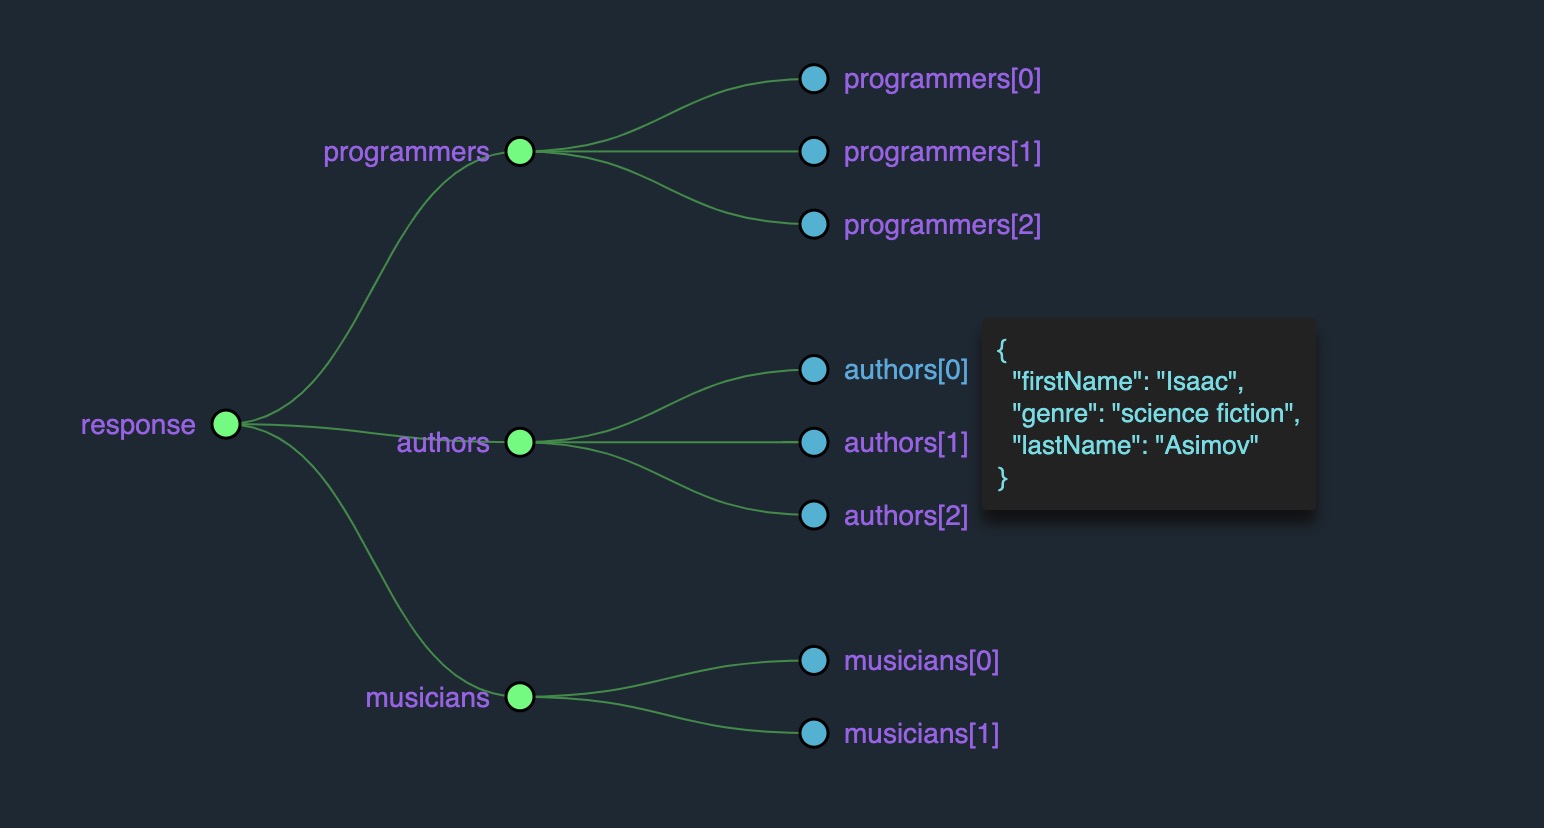 programmers[0]
programmers
programmers[1]
programmers[2]
response
authors
authors[0]
authors[1]
authors[2]
{
"firstName": "Isaac",
"genre": "science fiction",
"lastName": "Asimov"
}
musicians
musicians[0]
musicians[1]